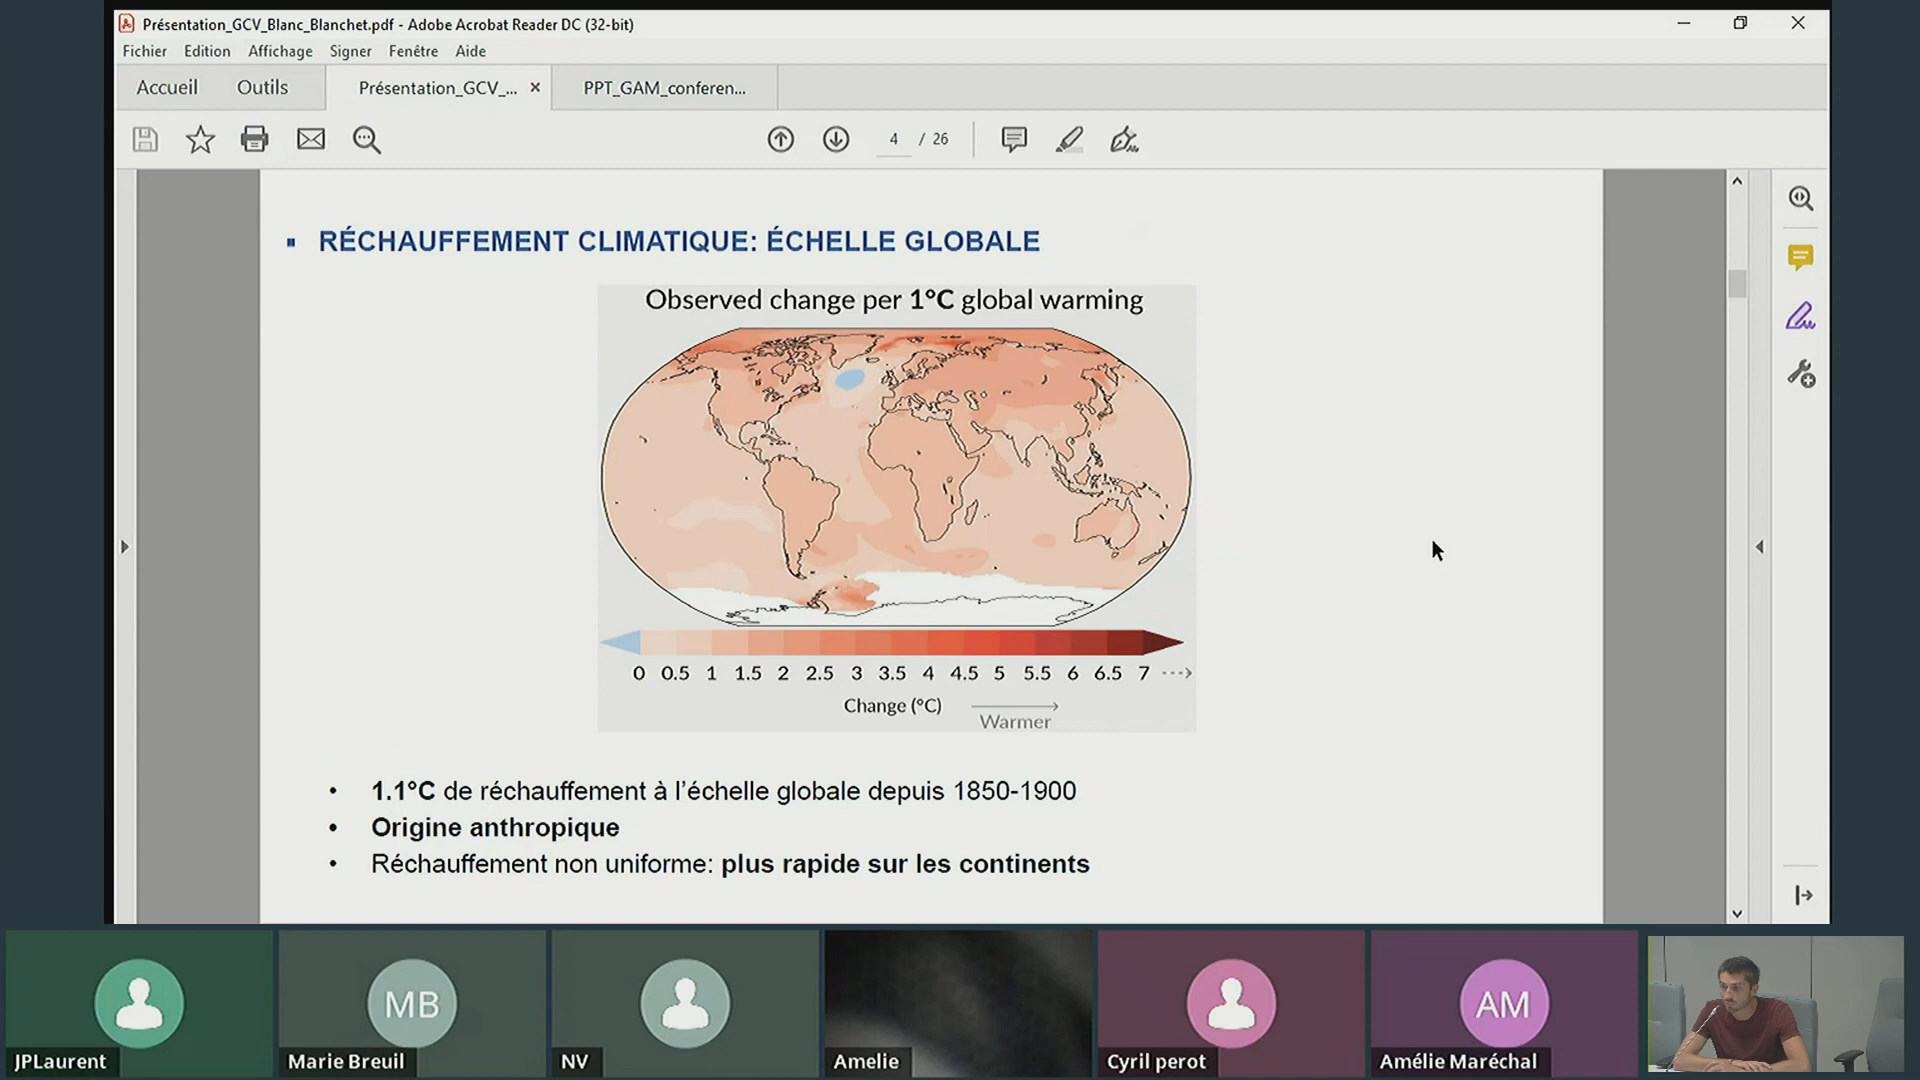 Présentation_GCV_Blanc_Blanchet.pdf - Adobe Acrobat Reader DC (32-bit)
Fichier Edition Affichage Signer Fenêtre Aide
Accueil Outils Présentation_GCV_... × PPT_GAM_conferen...
4 / 26
RÉCHAUFFEMENT CLIMATIQUE: ÉCHELLE GLOBALE
Observed change per 1°C global warming
0 0.5 1 1.5 2 2.5 3 3.5 4 4.5 5 5.5 6 6.5 7
Change (°C)
Warmer
• 1.1°C de réchauffement à l'échelle globale depuis 1850-1900
• Origine anthropique
• Réchauffement non uniforme: plus rapide sur les continents
MB AM
JPLaurent Marie Breuil NV Amelie Cyril perot Amélie Maréchal